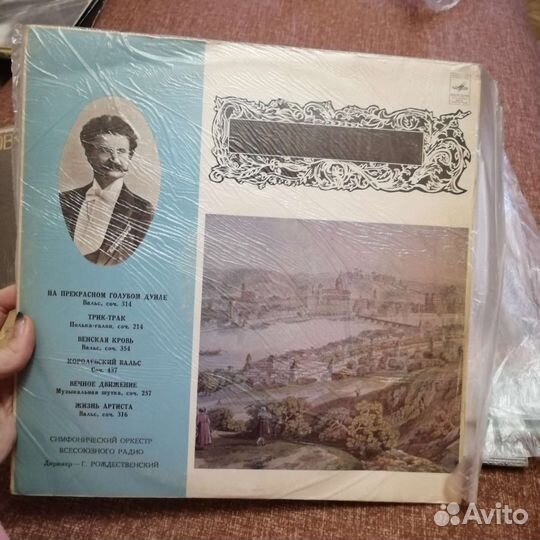 НА ПРЕКРАСНОМ ГОЛУБОМ ДУНАЕ
Вальс, соч. 314
ТРИК-ТРАК
Полька-галоп, соч. 214
ВЕНСКАЯ КРОВЬ
Вальс, соч. 354
КОРОЛЕВСКИЙ ВАЛЬС
Соч. 437
ВЕЧНОЕ ДВИЖЕНИЕ
Музыкальная шутка, соч. 257
ЖИЗНЬ АРТИСТА
Вальс, соч. 316
СИМФОНИЧЕСКИЙ ОРКЕСТР
ВСЕСОЮЗНОГО РАДИО
Дирижер — Г. РОЖДЕСТВЕНСКИЙ
Avito